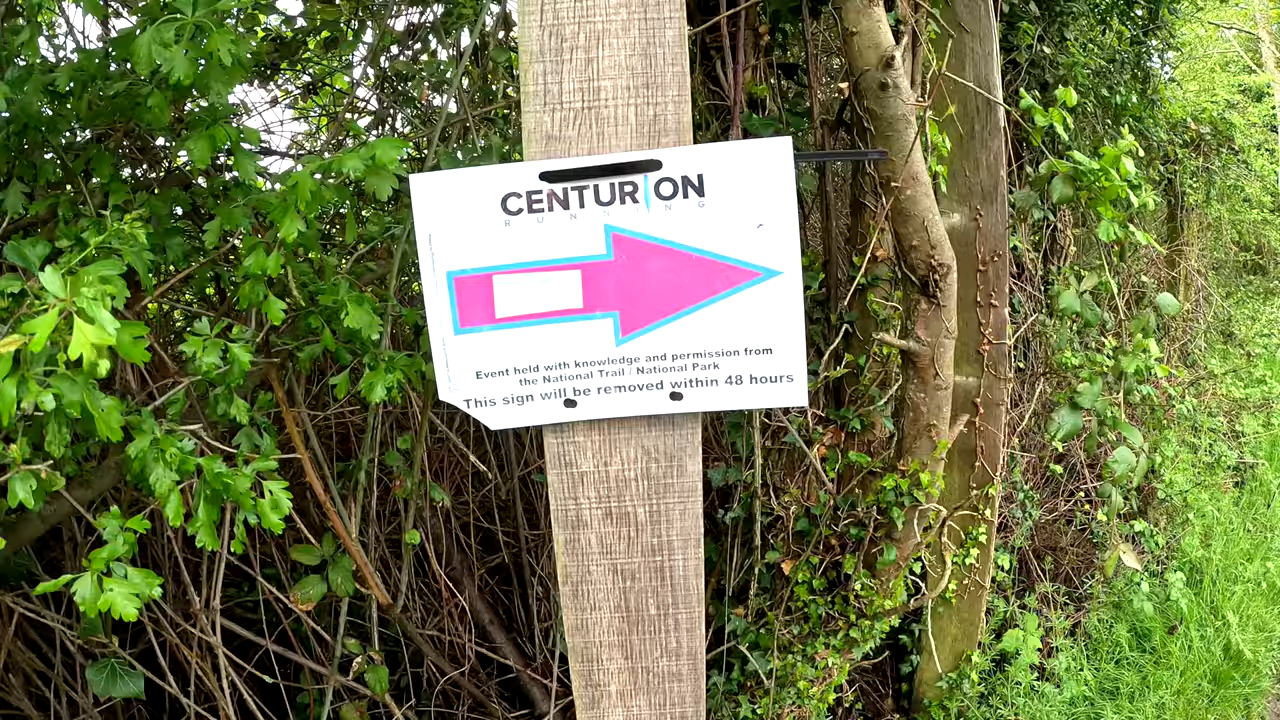 CENTURION
RUNNING
Event held with knowledge and permission from
the National Trail / National Park
This sign will be removed within 48 hours